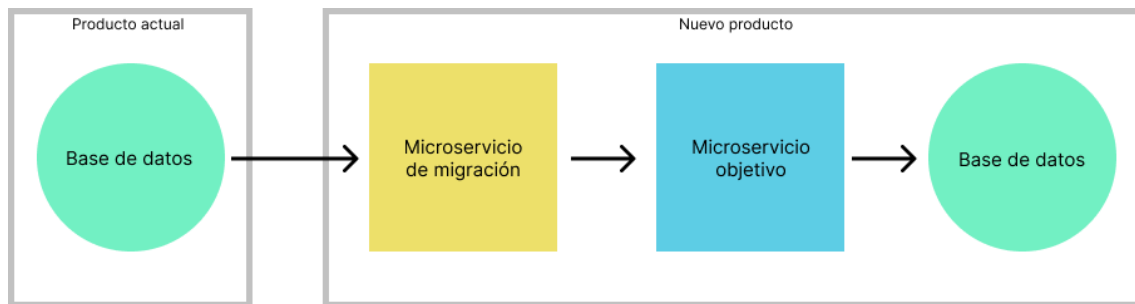 Producto actual
Nuevo producto
Base de datos
Microservicio
de migración
Microservicio
objetivo
Base de datos